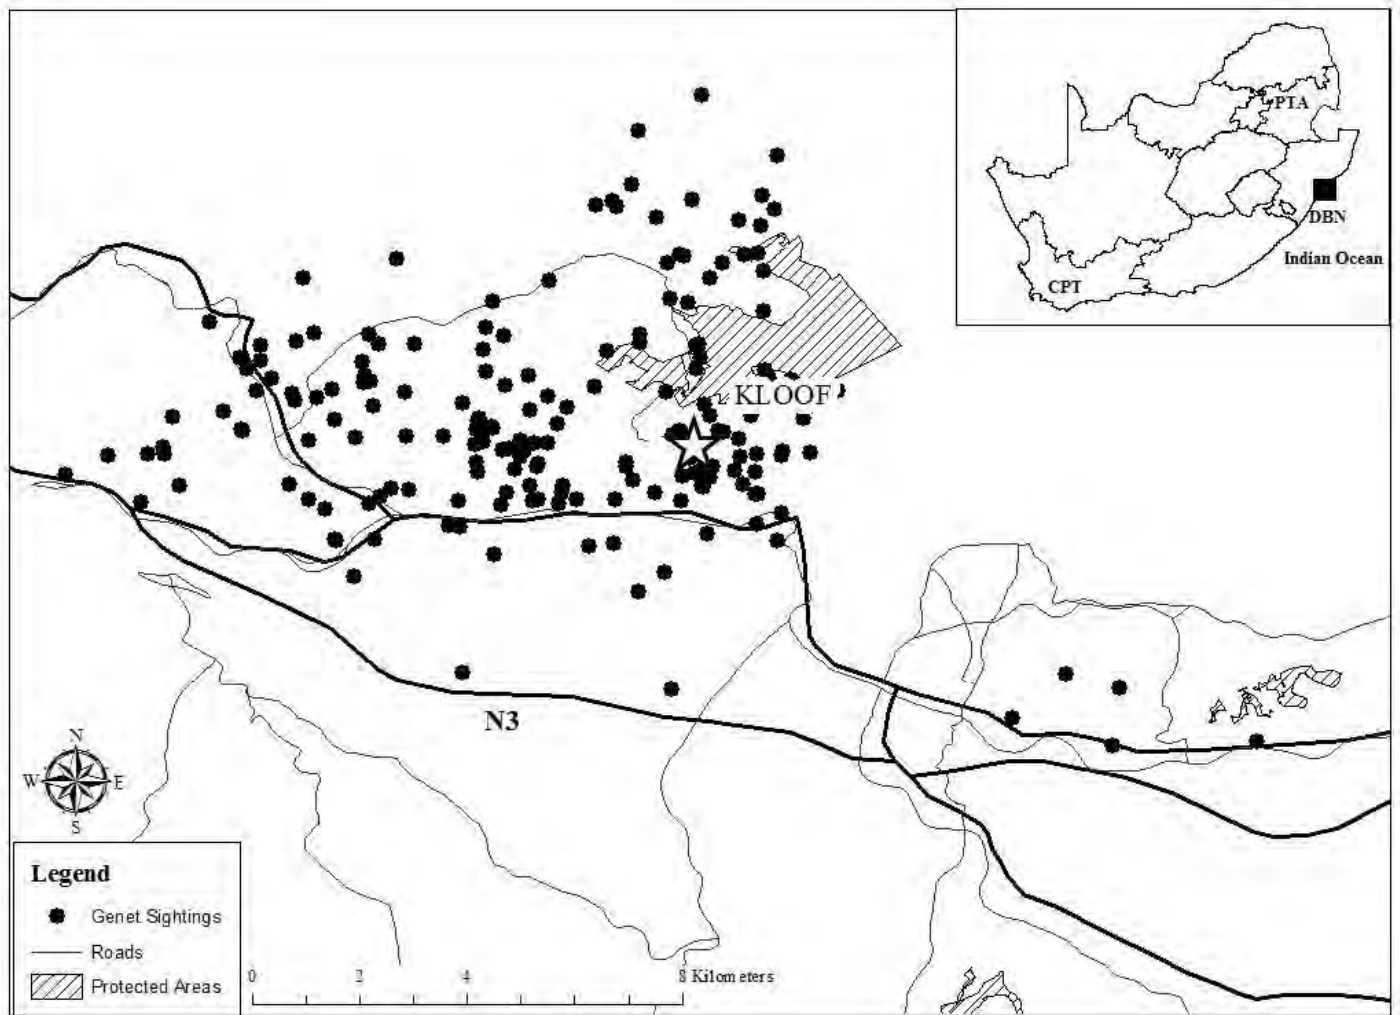 PTA
DBN
Indian Ocean
CPT
KLOOF
N3
N
W E
S
Legend
Genet Sightings
Roads
Protected Areas
0 2 4 8 Kilometers